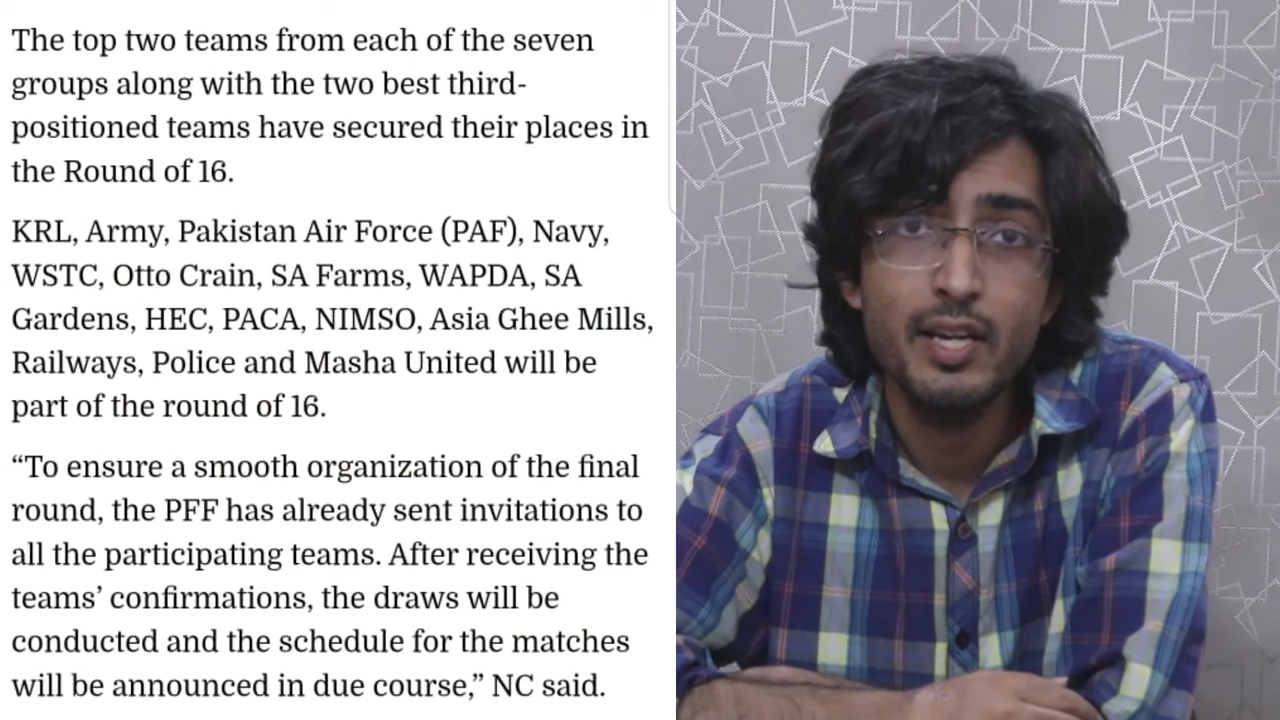 The top two teams from each of the seven
groups along with the two best third-
positioned teams have secured their places in
the Round of 16.
KRL, Army, Pakistan Air Force (PAF), Navy,
WSTC, Otto Crain, SA Farms, WAPDA, SA
Gardens, HEC, PACA, NIMSO, Asia Ghee Mills,
Railways, Police and Masha United will be
part of the round of 16.
“To ensure a smooth organization of the final
round, the PFF has already sent invitations to
all the participating teams. After receiving the
teams’ confirmations, the draws will be
conducted and the schedule for the matches
will be announced in due course,” NC said.